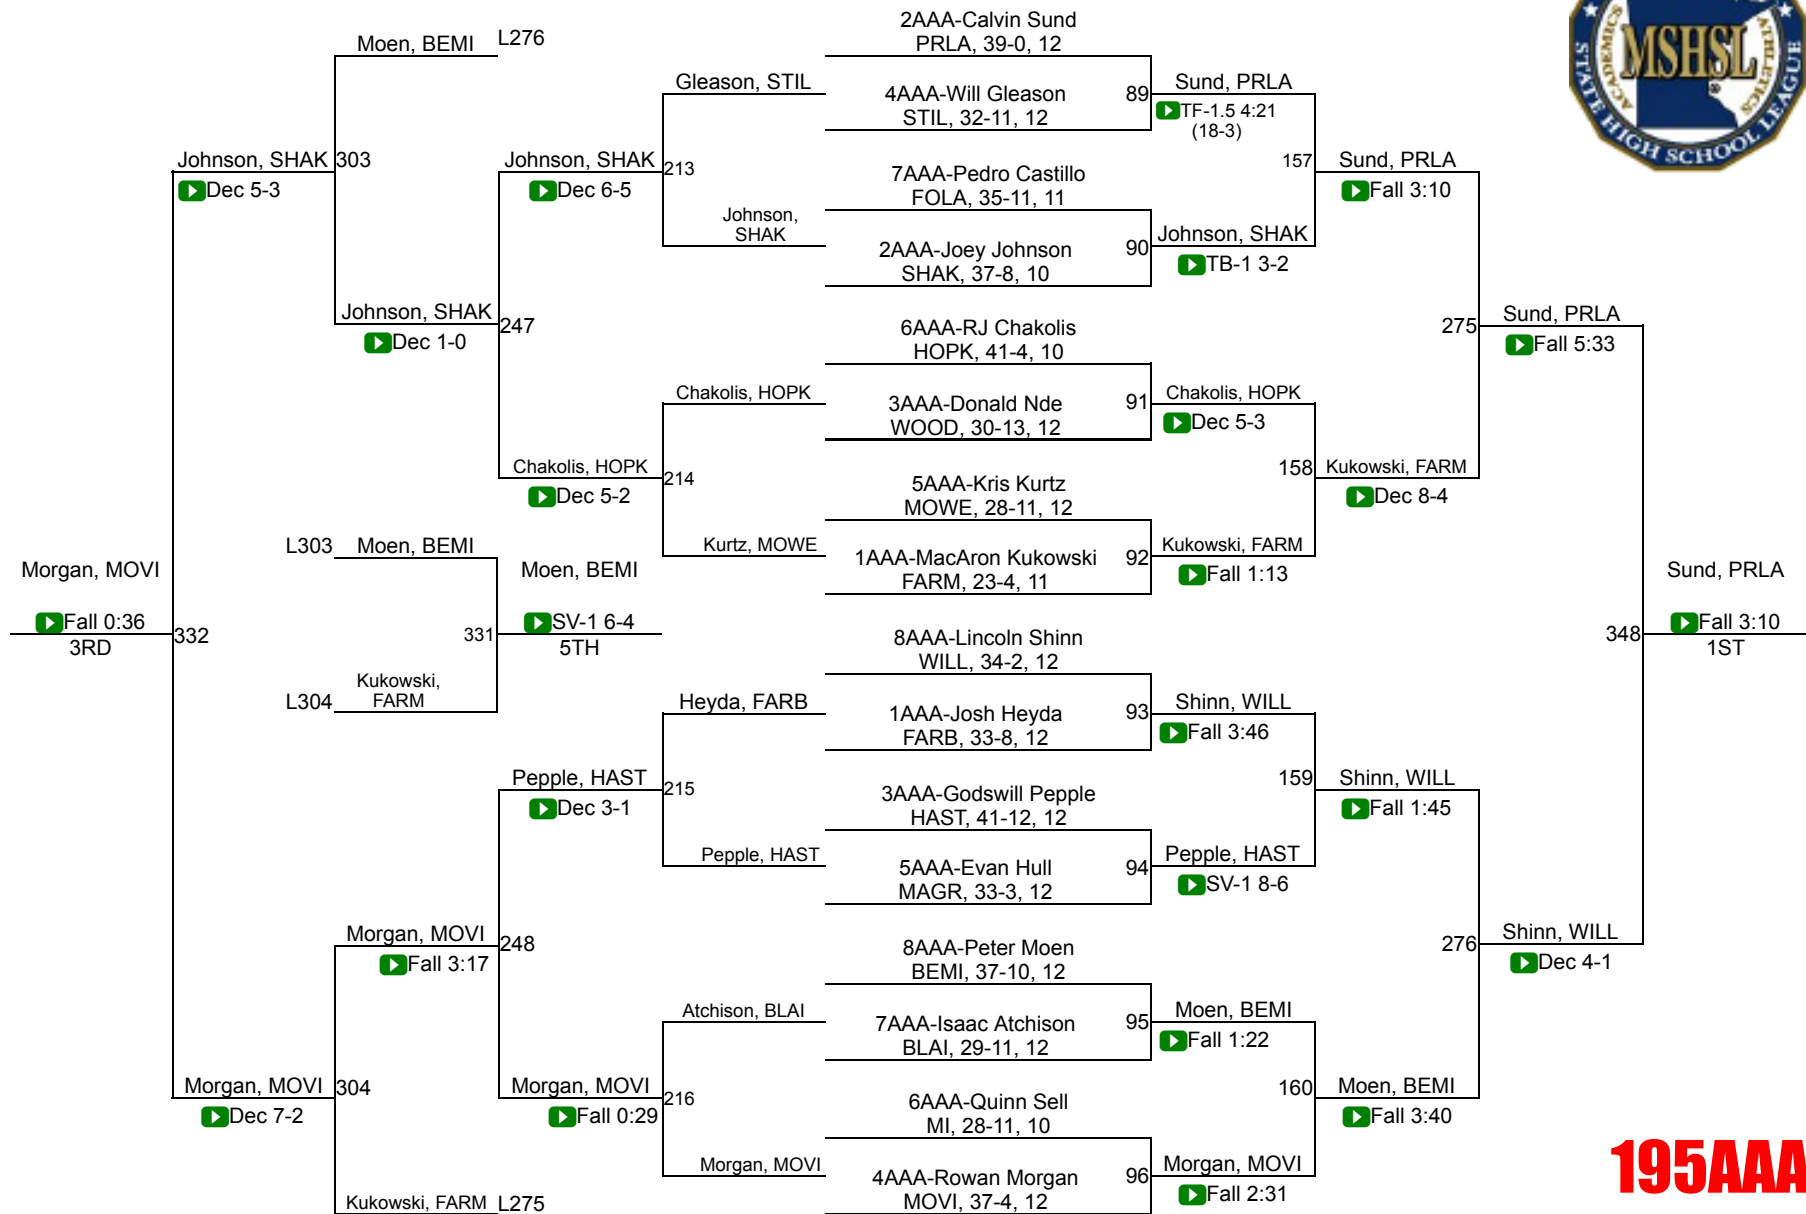 2AAA-Calvin Sund
PRLA, 39-0, 12
Moen, BEMI
L276
Gleason, STIL
4AAA-Will Gleason
STIL, 32-11, 12
89
Sund, PRLA
TF-1.5 4:21
(18-3)
ACADEMICS
ATHLETICS
MSHSL
STATE HIGH SCHOOL LEAGUE
Johnson, SHAK
303
Dec 5-3
Johnson, SHAK
Dec 6-5
213
7AAA-Pedro Castillo
FOLA, 35-11, 11
157
Sund, PRLA
Fall 3:10
Johnson,
SHAK
2AAA-Joey Johnson
SHAK, 37-8, 10
90
Johnson, SHAK
TB-1 3-2
Johnson, SHAK
247
Dec 1-0
6AAA-RJ Chakolis
HOPK, 41-4, 10
275
Sund, PRLA
Fall 5:33
Chakolis, HOPK
3AAA-Donald Nde
WOOD, 30-13, 12
91
Chakolis, HOPK
Dec 5-3
Chakolis, HOPK
Dec 5-2
214
5AAA-Kris Kurtz
MOWE, 28-11, 12
158
Kukowski, FARM
Dec 8-4
L303
Moen, BEMI
Kurtz, MOWE
1AAA-MacAron Kukowski
FARM, 23-4, 11
92
Kukowski, FARM
Fall 1:13
Morgan, MOVI
Fall 0:36
3RD
332
331
Moen, BEMI
SV-1 6-4
5TH
8AAA-Lincoln Shinn
WILL, 34-2, 12
348
Sund, PRLA
Fall 3:10
1ST
L304
Kukowski,
FARM
Heyda, FARB
1AAA-Josh Heyda
FARB, 33-8, 12
93
Shinn, WILL
Fall 3:46
Pepple, HAST
Dec 3-1
215
3AAA-Godswill Pepple
HAST, 41-12, 12
159
Shinn, WILL
Fall 1:45
Pepple, HAST
5AAA-Evan Hull
MAGR, 33-3, 12
94
Pepple, HAST
SV-1 8-6
Morgan, MOVI
248
Fall 3:17
8AAA-Peter Moen
BEMI, 37-10, 12
276
Shinn, WILL
Dec 4-1
Atchison, BLAI
7AAA-Isaac Atchison
BLAI, 29-11, 12
95
Moen, BEMI
Fall 1:22
Morgan, MOVI
304
Dec 7-2
Morgan, MOVI
Fall 0:29
216
6AAA-Quinn Sell
MI, 28-11, 10
160
Moen, BEMI
Fall 3:40
Morgan, MOVI
4AAA-Rowan Morgan
MOVI, 37-4, 12
96
Morgan, MOVI
Fall 2:31
Kukowski, FARM
L275
195AAA